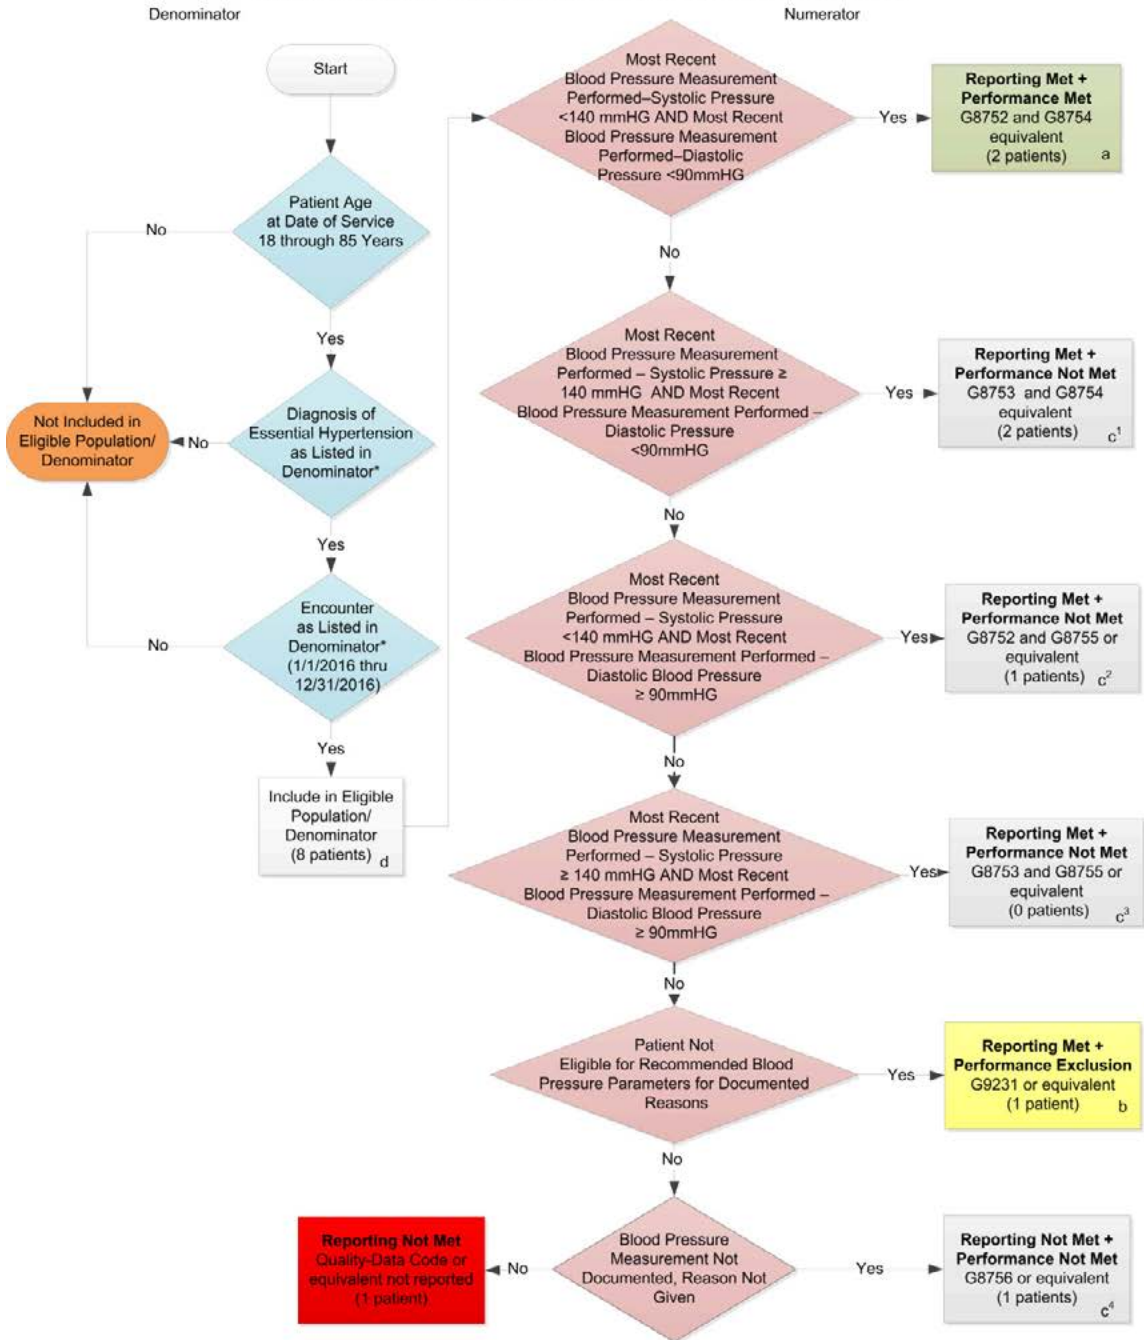 Denominator
Numerator
Start
Patient Age
at Date of Service
18 through 85 Years
No
Yes
Diagnosis of
Essential Hypertension
as Listed in
Denominator*
No
Not Included in
Eligible Population/
Denominator
Yes
Encounter
as Listed in
Denominator*
(1/1/2016 thru
12/31/2016)
No
Yes
Include in Eligible
Population/
Denominator
(8 patients)
d
Most Recent
Blood Pressure Measurement
Performed–Systolic Pressure
<140 mmHG AND Most Recent
Blood Pressure Measurement
Performed–Diastolic
Pressure <90mmHG
Yes
Reporting Met +
Performance Met
G8752 and G8754
equivalent
(2 patients)
a
No
Most Recent
Blood Pressure Measurement
Performed – Systolic Pressure ≥
140 mmHG AND Most Recent
Blood Pressure Measurement Performed –
Diastolic Pressure
<90mmHG
Yes
Reporting Met +
Performance Not Met
G8753 and G8754
equivalent
(2 patients)
c1
No
Most Recent
Blood Pressure Measurement
Performed – Systolic Pressure
<140 mmHG AND Most Recent
Blood Pressure Measurement Performed –
Diastolic Blood Pressure
≥ 90mmHG
Yes
Reporting Met +
Performance Not Met
G8752 and G8755 or
equivalent
(1 patients)
c2
No
Most Recent
Blood Pressure Measurement
Performed – Systolic Pressure
≥ 140 mmHG AND Most Recent
Blood Pressure Measurement Performed –
Diastolic Blood Pressure
≥ 90mmHG
Yes
Reporting Met +
Performance Not Met
G8753 and G8755 or
equivalent
(0 patients)
c3
No
Patient Not
Eligible for Recommended Blood
Pressure Parameters for Documented
Reasons
Yes
Reporting Met +
Performance Exclusion
G9231 or equivalent
(1 patient)
b
No
Blood Pressure
Measurement Not
Documented, Reason Not
Given
Yes
Reporting Not Met +
Performance Not Met
G8756 or equivalent
(1 patients)
c4
No
Reporting Not Met
Quality-Data Code or
equivalent not reported
(1 patient)